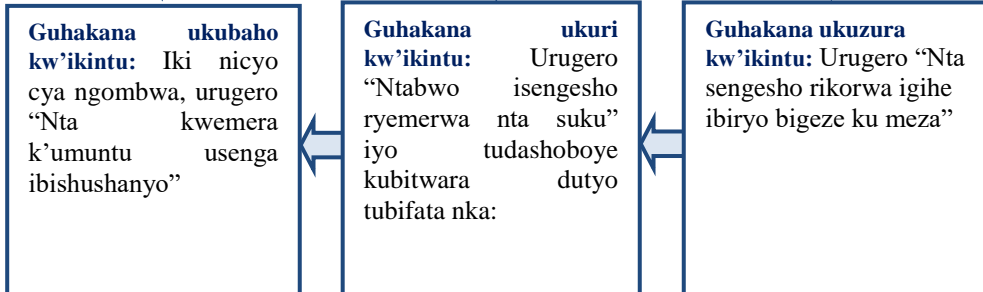 Guhakana ukubaho
kw’ikintu: Iki nicyo
cya ngombwa, urugero
“Nta kwemera
k’umuntu usenga
ibishushanyo”
Guhakana ukuri
kw’ikintu: Urugero
“Ntabwo isengesho
ryemerwa nta suku”
iyo tudashoboye
kubitwara dutyo
tubifata nka:
Guhakana ukuzura
kw’ikintu: Urugero “Nta
sengesho rikorwa igihe
ibiryo bigeze ku meza”